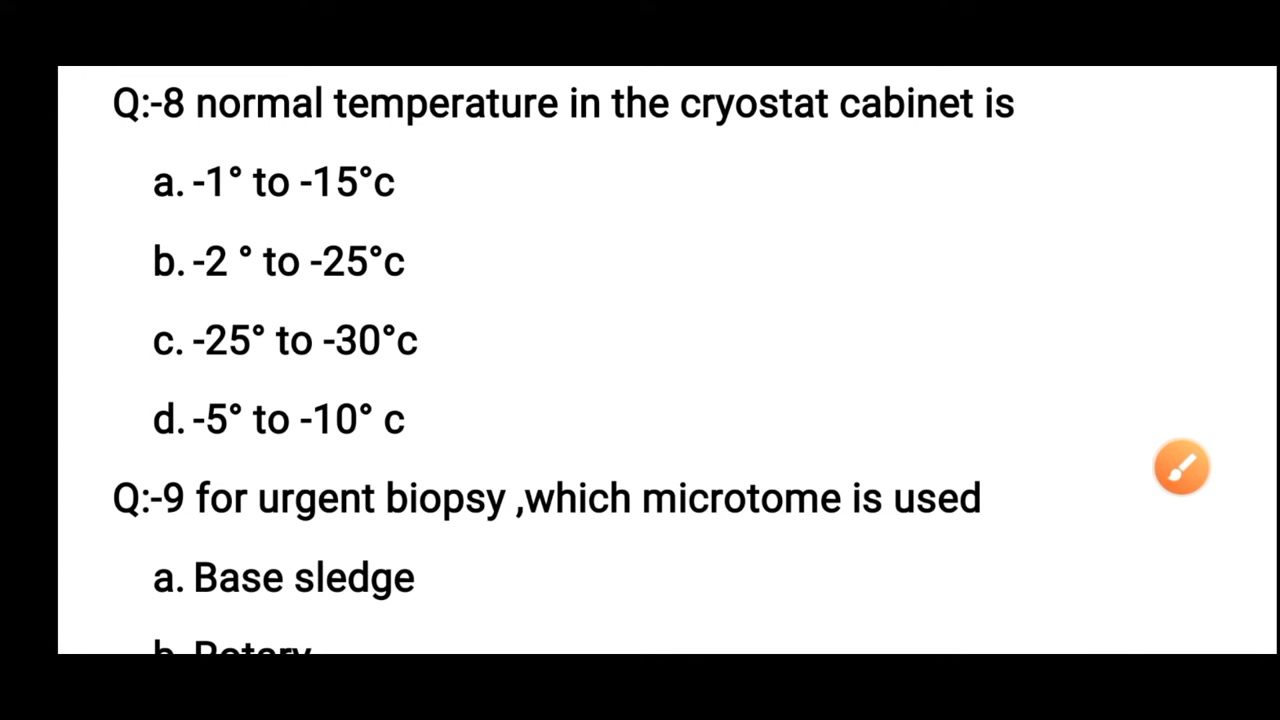 Q:-8 normal temperature in the cryostat cabinet is
a. -1° to -15°c
b. -2 ° to -25°c
c. -25° to -30°c
d. -5° to -10° c
Q:-9 for urgent biopsy ,which microtome is used
a. Base sledge
b. Rotary